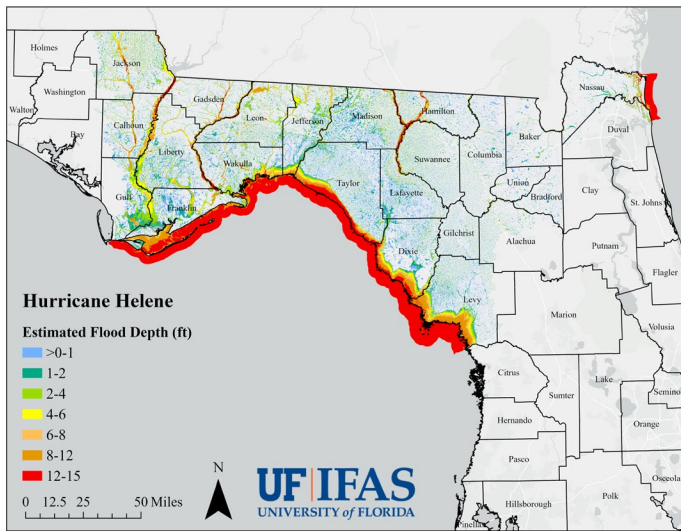 Holmes
Jackson
Washington
Walton
Bay
Calhoun
Gulf
Gadsden
Liberty
Franklin
Leon
Wakulla
Jefferson
Madison
Taylor
Hamilton
Suwannee
Lafayette
Dixie
Columbia
Gilchrist
Levy
Baker
Union
Bradford
Alachua
Nassau
Duval
Clay
St. Johns
Putnam
Flagler
Marion
Volusia
Citrus
Sumter
Lake
Semino
Hernando
Orange
Pasco
Osceola
Hillsborough
Polk
Pinella
Hurricane Helene
Estimated Flood Depth (ft)
>0-1
1-2
2-4
4-6
6-8
8-12
12-15
0 12.5 25 50 Miles
N
UF IFAS
UNIVERSITY of FLORIDA